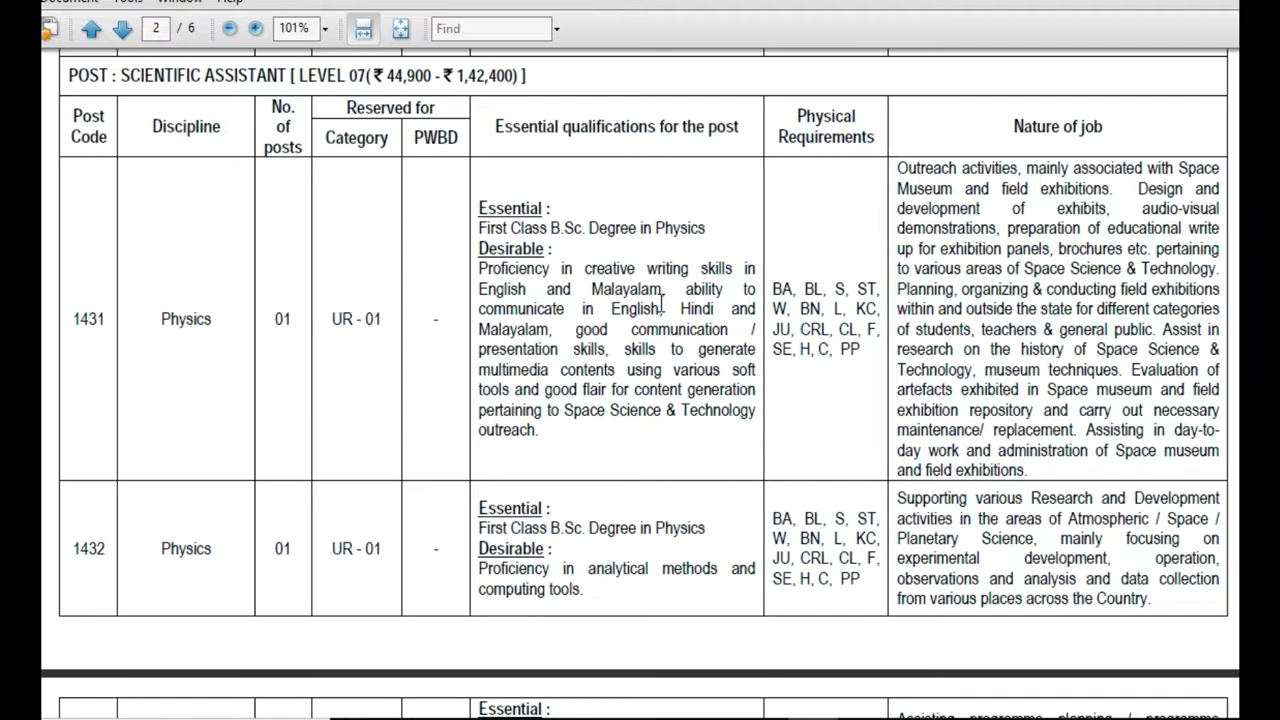 Document Tools Window Help
2 / 6 101% Find
POST : SCIENTIFIC ASSISTANT [ LEVEL 07(₹ 44,900 - ₹ 1,42,400) ]
Post Code
Discipline
No. of posts
Reserved for
Category
PWBD
Essential qualifications for the post
Physical Requirements
Nature of job
1431
Physics
01
UR - 01
-
Essential :
First Class B.Sc. Degree in Physics
Desirable :
Proficiency in creative writing skills in
English and Malayalam, ability to
communicate in English, Hindi and
Malayalam, good communication /
presentation skills, skills to generate
multimedia contents using various soft
tools and good flair for content generation
pertaining to Space Science & Technology
outreach.
BA, BL, S, ST,
W, BN, L, KC,
JU, CRL, CL, F,
SE, H, C, PP
Outreach activities, mainly associated with Space
Museum and field exhibitions. Design and
development of exhibits, audio-visual
demonstrations, preparation of educational write
up for exhibition panels, brochures etc. pertaining
to various areas of Space Science & Technology.
Planning, organizing & conducting field exhibitions
within and outside the state for different categories
of students, teachers & general public. Assist in
research on the history of Space Science &
Technology, museum techniques. Evaluation of
artefacts exhibited in Space museum and field
exhibition repository and carry out necessary
maintenance/ replacement. Assisting in day-to-
day work and administration of Space museum
and field exhibitions.
1432
Physics
01
UR - 01
-
Essential :
First Class B.Sc. Degree in Physics
Desirable :
Proficiency in analytical methods and
computing tools.
BA, BL, S, ST,
W, BN, L, KC,
JU, CRL, CL, F,
SE, H, C, PP
Supporting various Research and Development
activities in the areas of Atmospheric / Space /
Planetary Science, mainly focusing on
experimental development, operation,
observations and analysis and data collection
from various places across the Country.
Essential :
Assisting programme planning / programme